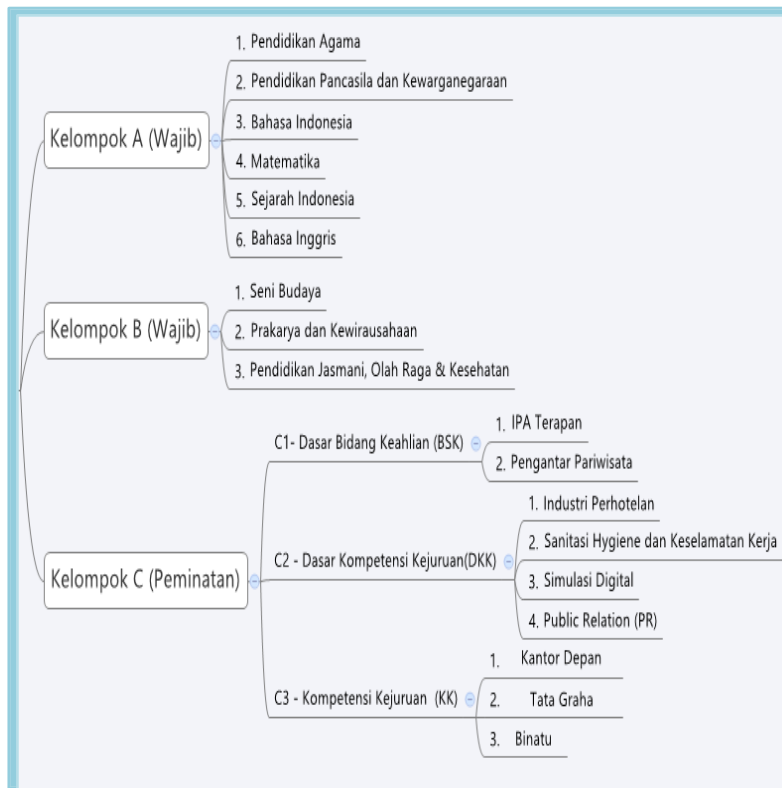 Kelompok A (Wajib)
1. Pendidikan Agama
2. Pendidikan Pancasila dan Kewarganegaraan
3. Bahasa Indonesia
4. Matematika
5. Sejarah Indonesia
6. Bahasa Inggris
Kelompok B (Wajib)
1. Seni Budaya
2. Prakarya dan Kewirausahaan
3. Pendidikan Jasmani, Olah Raga & Kesehatan
Kelompok C (Peminatan)
C1- Dasar Bidang Keahlian (BSK)
1. IPA Terapan
2. Pengantar Pariwisata
C2 - Dasar Kompetensi Kejuruan(DKK)
1. Industri Perhotelan
2. Sanitasi Hygiene dan Keselamatan Kerja
3. Simulasi Digital
4. Public Relation (PR)
C3 - Kompetensi Kejuruan (KK)
1. Kantor Depan
2. Tata Graha
3. Binatu